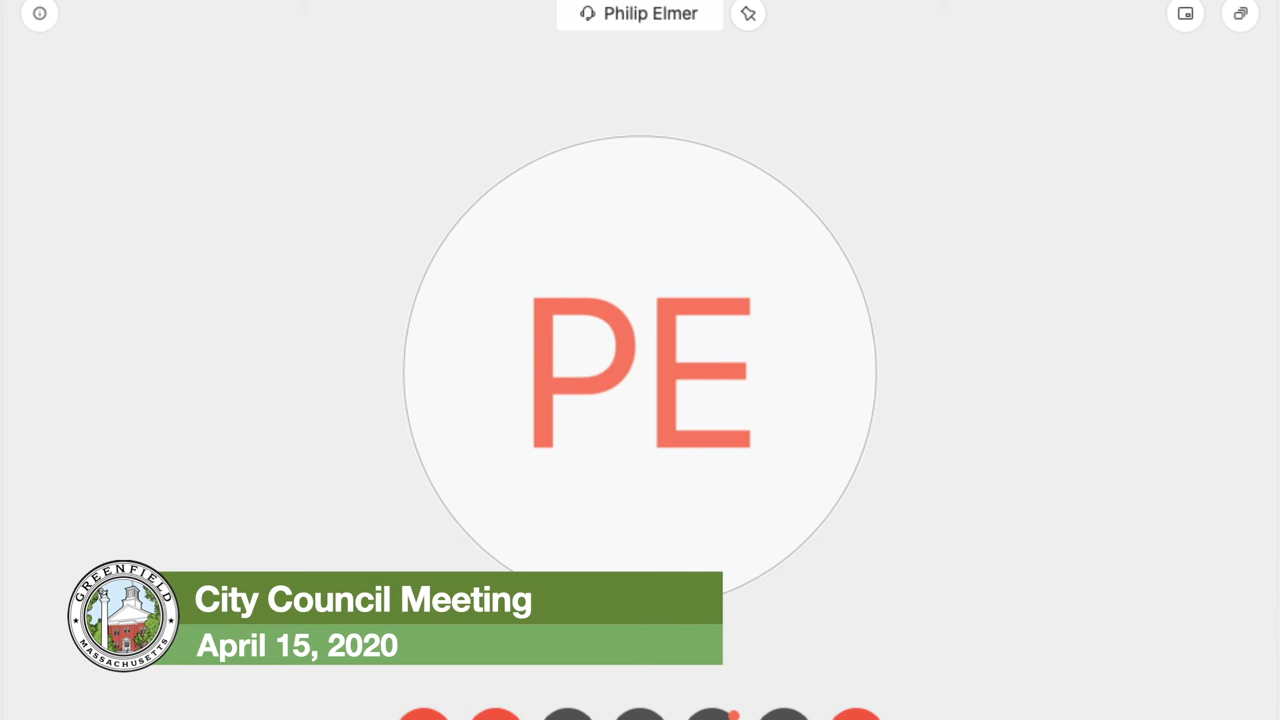 Philip Elmer
PE
City Council Meeting
April 15, 2020
GREENFIELD
MASSACHUSETTS